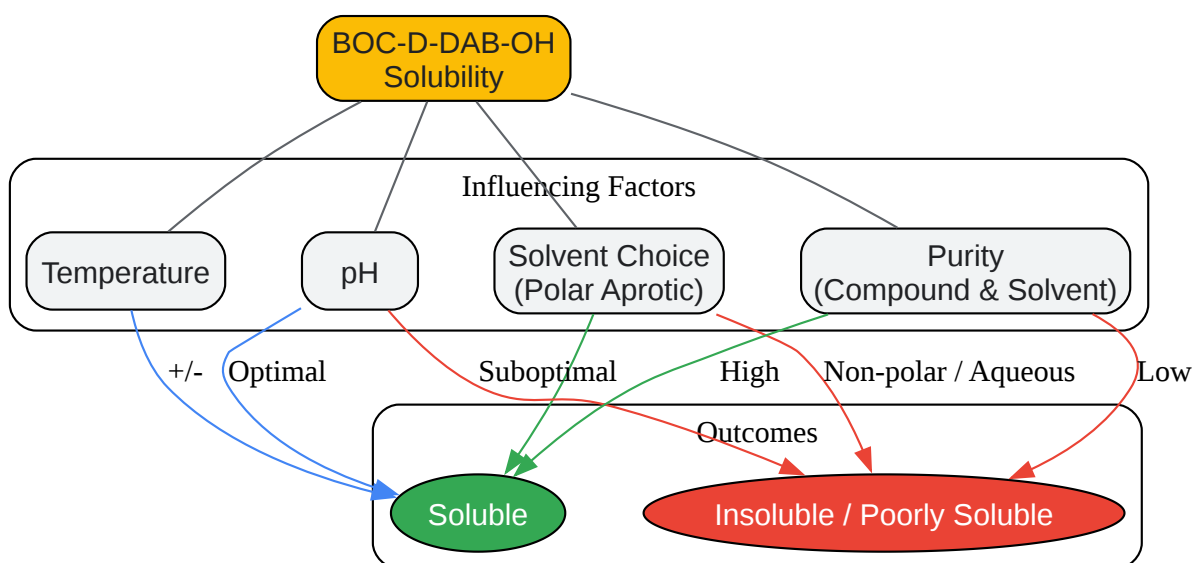 BOC-D-DAB-OH
Solubility
Influencing Factors
Temperature
pH
Solvent Choice
(Polar Aprotic)
Purity
(Compound & Solvent)
+/-
Optimal
Suboptimal
High
Non-polar / Aqueous
Low
Outcomes
Soluble
Insoluble / Poorly Soluble